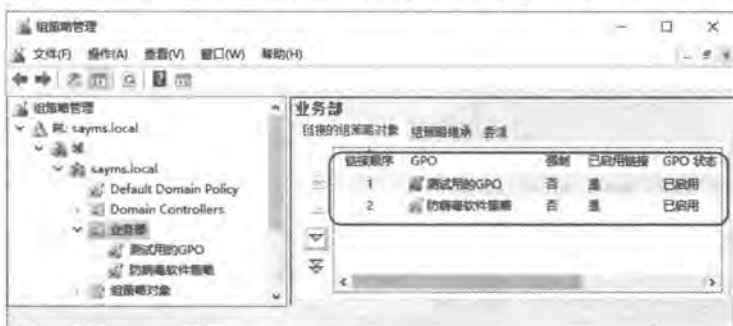 组策略管理
文件(F) 操作(A) 查看(V) 窗口(W) 帮助(H)
组策略管理
林: sayms.local
域
sayms.local
Default Domain Policy
Domain Controllers
业务部
测试用的GPO
防病毒软件策略
组策略对象
业务部
链接的组策略对象 组策略继承 委派
链接顺序 GPO 强制 已启用链接 GPO 状态
1 测试用的GPO 否 是 已启用
2 防病毒软件策略 否 是 已启用